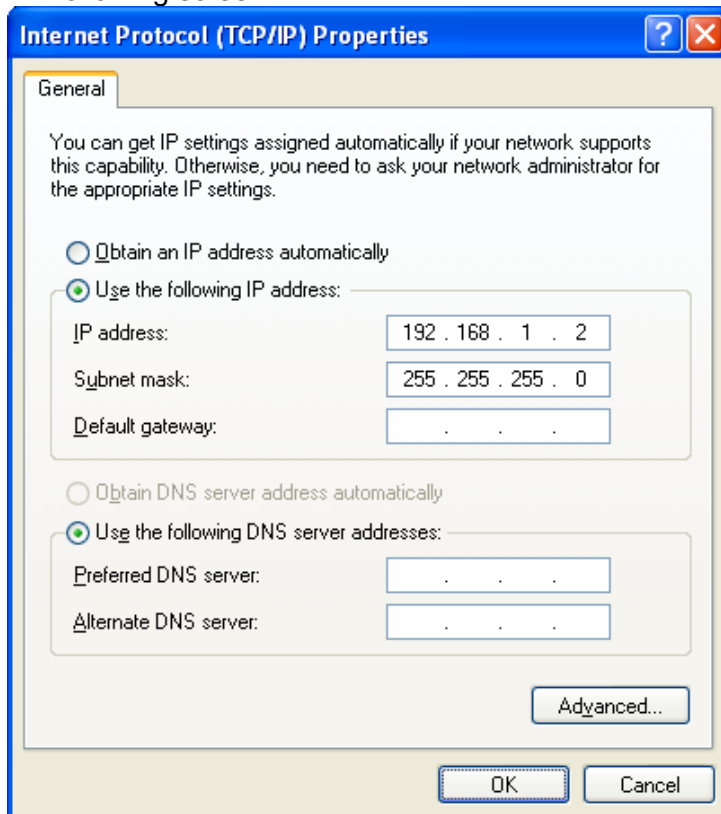 Internet Protocol (TCP/IP) Properties
General
You can get IP settings assigned automatically if your network supports
this capability. Otherwise, you need to ask your network administrator for
the appropriate IP settings.
Obtain an IP address automatically
Use the following IP address:
IP address: 192 . 168 . 1 . 2
Subnet mask: 255 . 255 . 255 . 0
Default gateway: . . .
Obtain DNS server address automatically
Use the following DNS server addresses:
Preferred DNS server: . . .
Alternate DNS server: . . .
Advanced...
OK Cancel